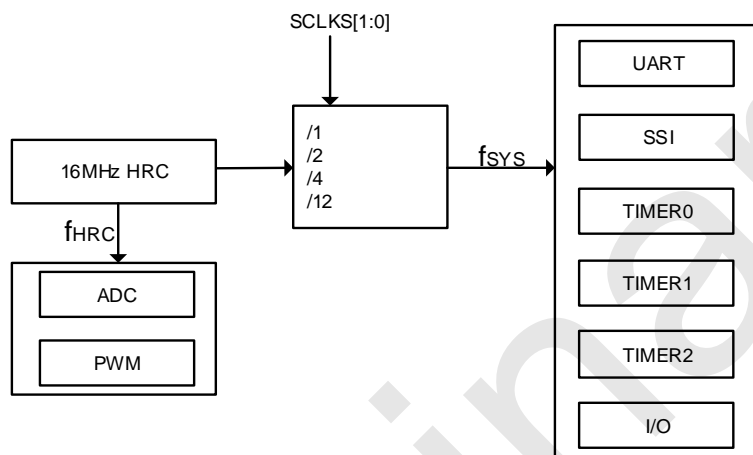 SCLKS[1:0]
16MHz HRC
fHRC
ADC
PWM
/1
/2
/4
/12
fSYS
UART
SSI
TIMER0
TIMER1
TIMER2
I/O